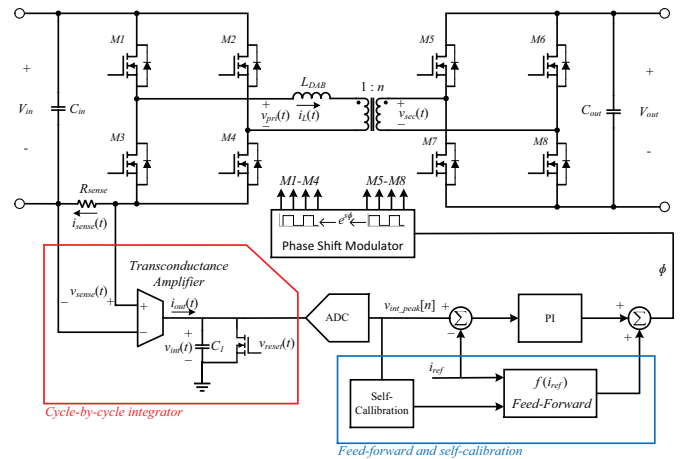 M1
M2
M5
M6
+
L_DAB
1 : n
+
+
V_in
C_in
v_pri(t)
i_L(t)
v_sec(t)
C_out
V_out
-
M3
M4
M7
M8
-
R_sense
i_sense(t)
M1-M4
M5-M8
e^sϕ
Phase Shift Modulator
ϕ
Transconductance
Amplifier
v_sense(t)
i_out(t)
v_int(t)
C_1
v_reset(t)
ADC
v_int_peak[n]
Σ
PI
Σ
i_ref
Self-
Callibration
f(i_ref)
Feed-Forward
Cycle-by-cycle integrator
Feed-forward and self-calibration